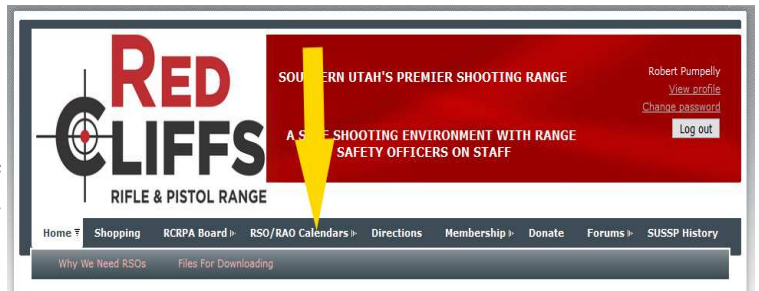 RED
CLIFFS
RIFLE & PISTOL RANGE
SOUTHERN UTAH'S PREMIER SHOOTING RANGE
A SAFE SHOOTING ENVIRONMENT WITH RANGE
SAFETY OFFICERS ON STAFF
Robert Pumpelly
View profile
Change password
Log out
Home Shopping RCRPA Board RSO/RAO Calendars Directions Membership Donate Forums SUSSP History
Why We Need RSOs Files For Downloading